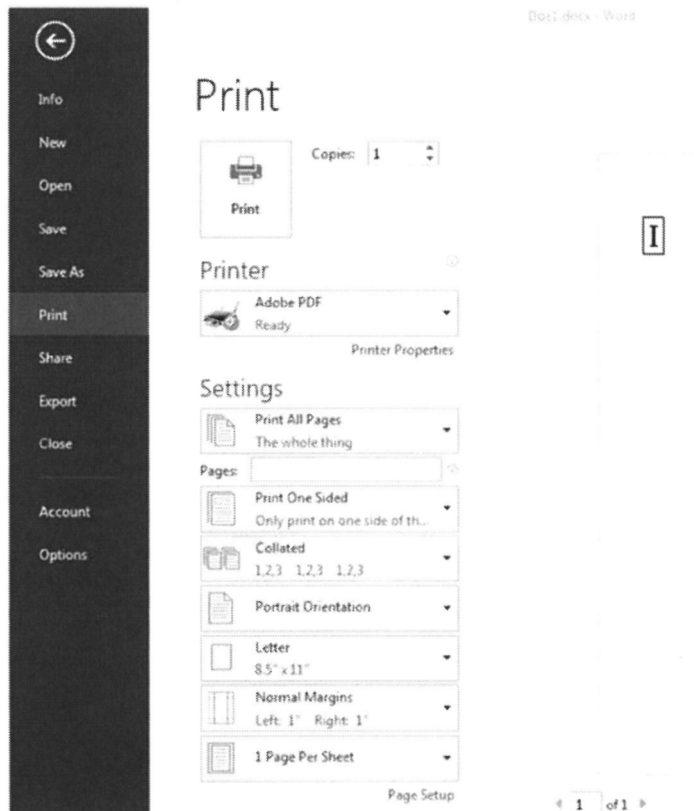 Doc1.docx - Word
Info
New
Open
Save
Save As
Print
Share
Export
Close
Account
Options
Print
Copies: 1
Print
I
Printer
Adobe PDF
Ready
Printer Properties
Settings
Print All Pages
The whole thing
Pages:
Print One Sided
Only print on one side of th...
Collated
1,2,3 1,2,3 1,2,3
Portrait Orientation
Letter
8.5" x 11"
Normal Margins
Left: 1" Right: 1"
1 Page Per Sheet
Page Setup
1 of 1